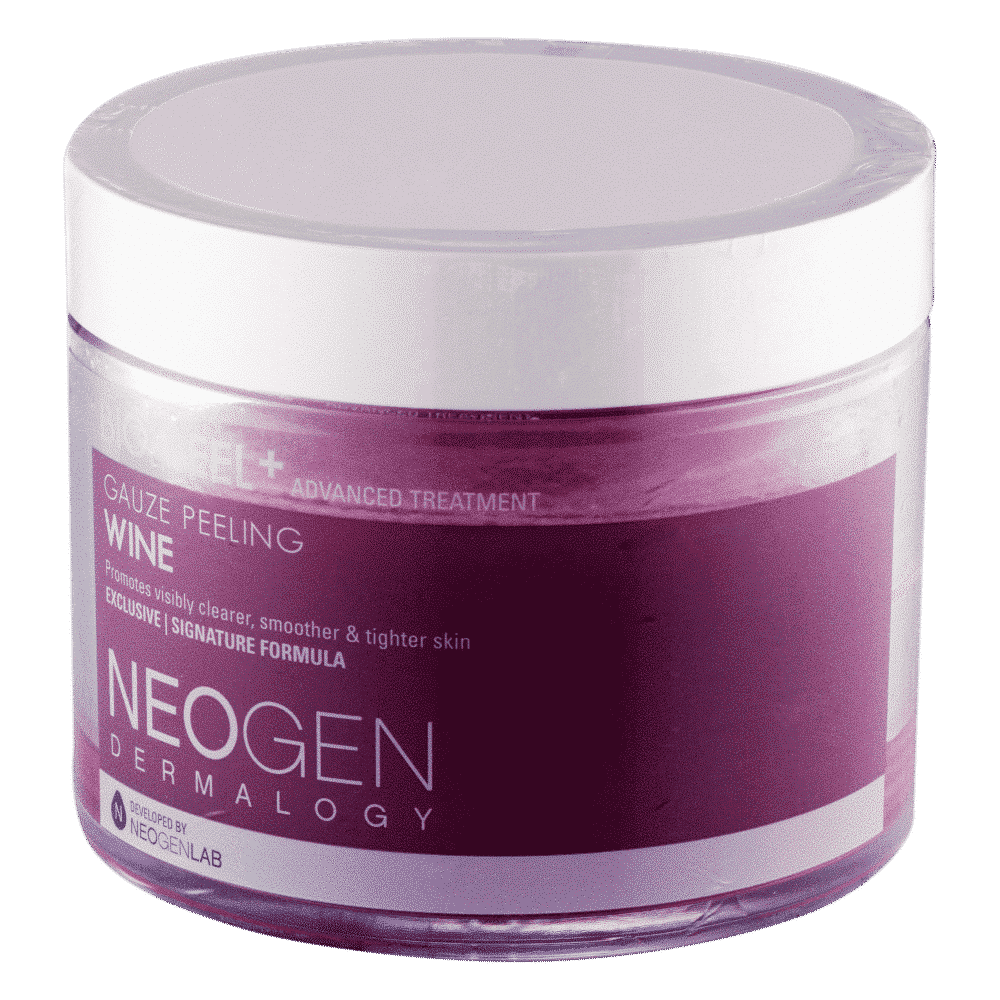 EEL+ ADVANCED TREATMENT
GAUZE PEELING
WINE
Promotes visibly clearer, smoother & tighter skin
EXCLUSIVE | SIGNATURE FORMULA
NEOGEN
DERMALOGY
N
DEVELOPED BY
NEOGENLAB